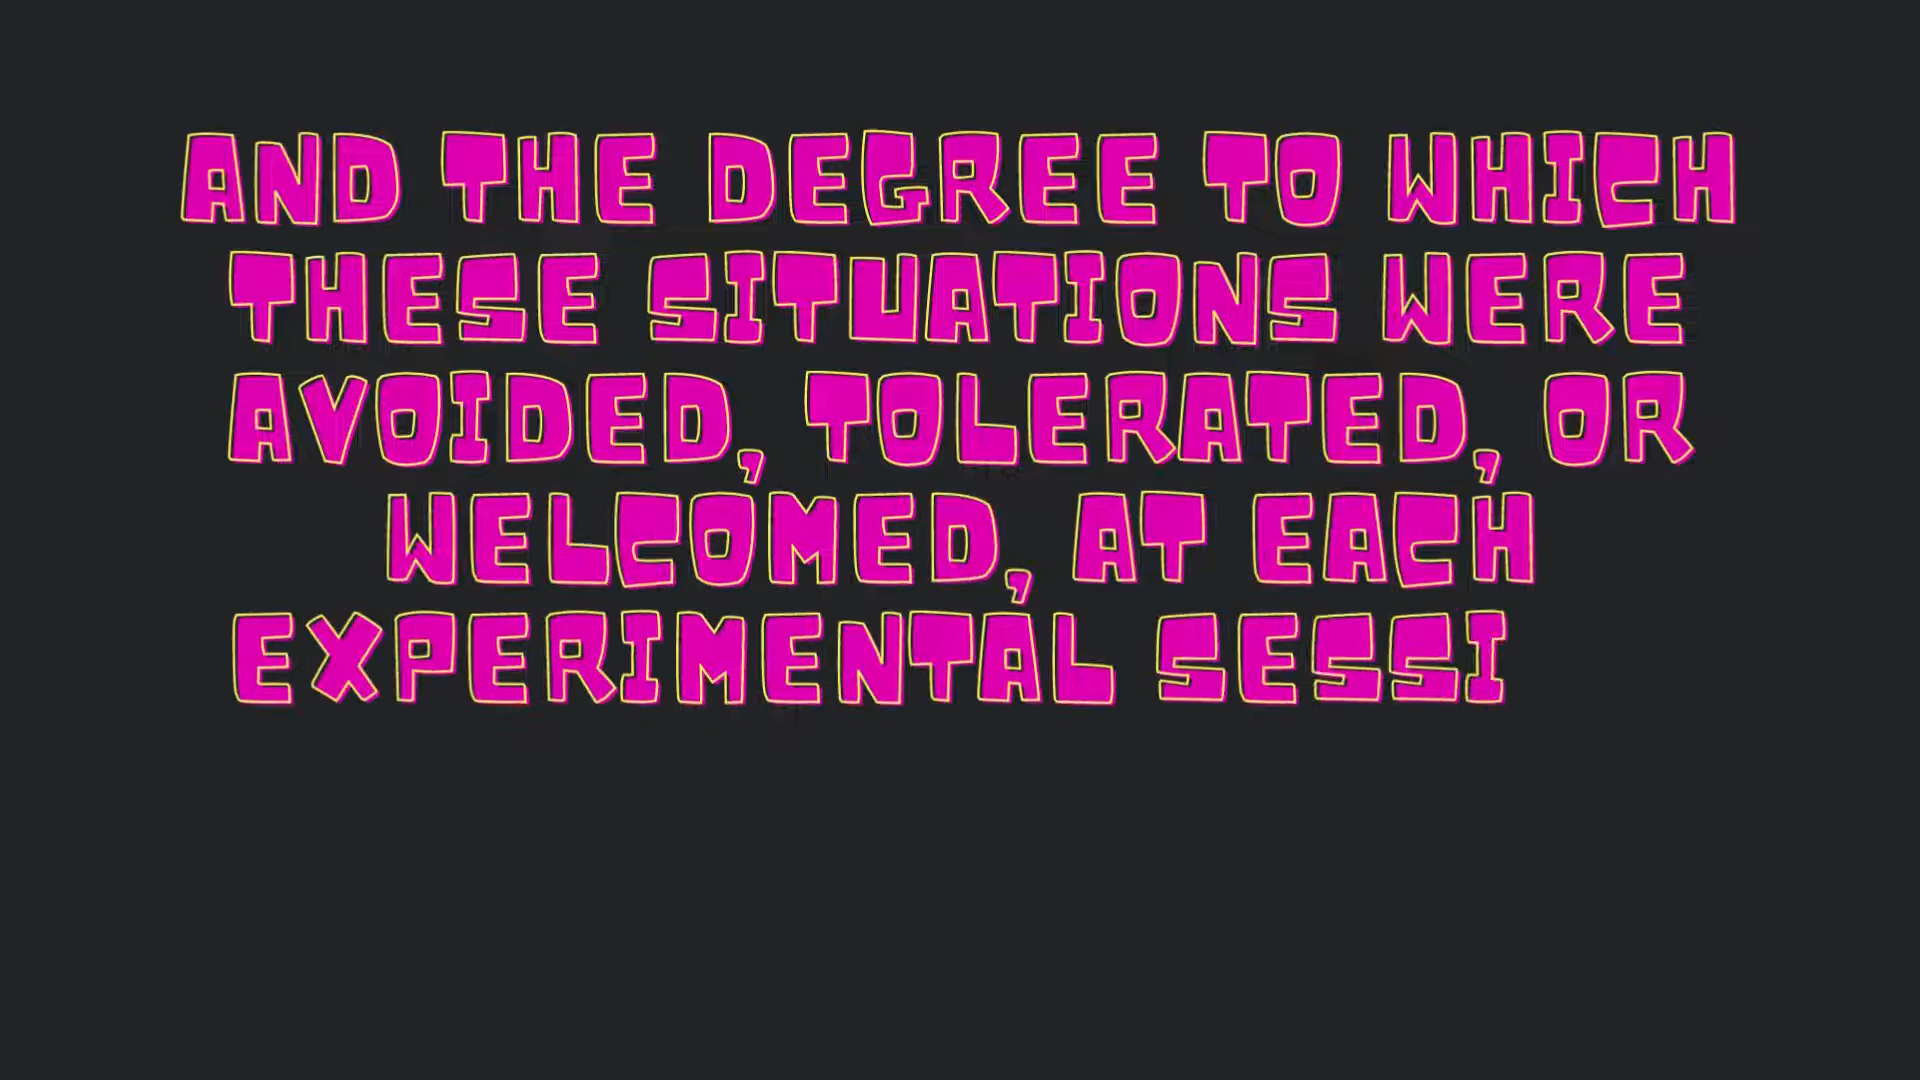 AND THE DEGREE TO WHICH
THESE SITUATIONS WERE
AVOIDED, TOLERATED, OR
WELCOMED, AT EACH
EXPERIMENTAL SESSI